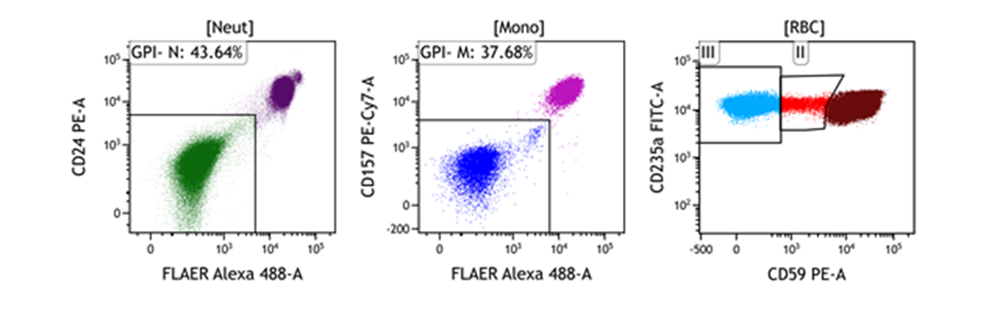 [Neut]
GPI- N: 43.64%
10⁵
10⁴
10³
0
CD24 PE-A
0
10³
10⁴
10⁵
FLAER Alexa 488-A
[Mono]
GPI- M: 37.68%
10⁵
10⁴
10³
0
-200
CD157 PE-Cy7-A
0
10³
10⁴
10⁵
FLAER Alexa 488-A
[RBC]
III
II
10⁵
10⁴
10³
10²
CD235a FITC-A
-500
0
10³
10⁴
10⁵
CD59 PE-A